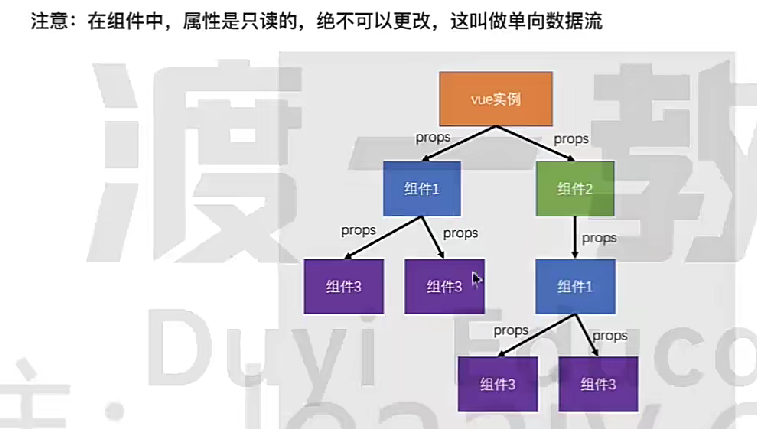 注意：在组件中，属性是只读的，绝不可以更改，这叫做单向数据流
vue实例
props
props
组件1
组件2
props
props
props
组件3
组件3
组件1
props
props
组件3
组件3
渡一教
Duyi Educo
主：